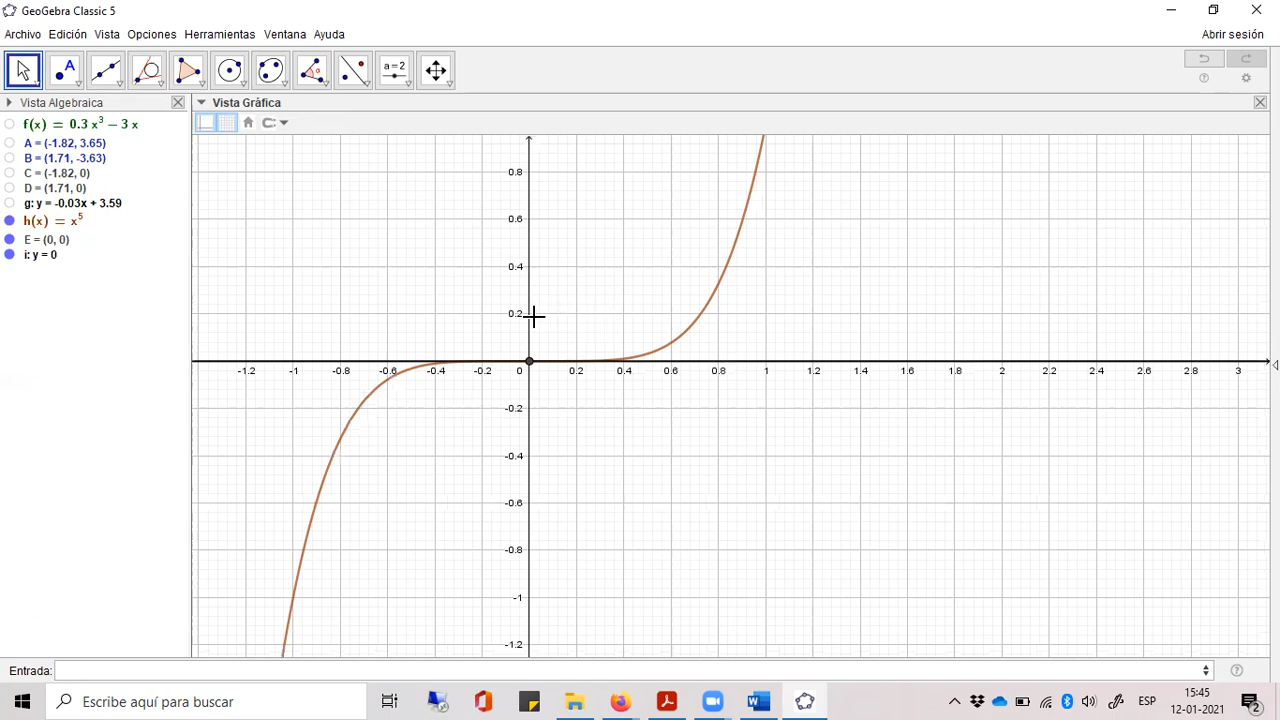 GeoGebra Classic 5
Archivo Edición Vista Opciones Herramientas Ventana Ayuda Abrir sesión
A α a = 2
Vista Algebraica
Vista Gráfica
f(x) = 0.3 x³ − 3 x
A = (-1.82, 3.65)
B = (1.71, -3.63)
C = (-1.82, 0)
D = (1.71, 0)
g: y = -0.03x + 3.59
h(x) = x⁵
E = (0, 0)
i: y = 0
0.8
0.6
0.4
0.2
-1.2 -1 -0.8 -0.6 -0.4 -0.2 0 0.2 0.4 0.6 0.8 1 1.2 1.4 1.6 1.8 2 2.2 2.4 2.6 2.8 3
-0.2
-0.4
-0.6
-0.8
-1
-1.2
Entrada:
Escribe aquí para buscar
ESP
15:45
12-01-2021
2